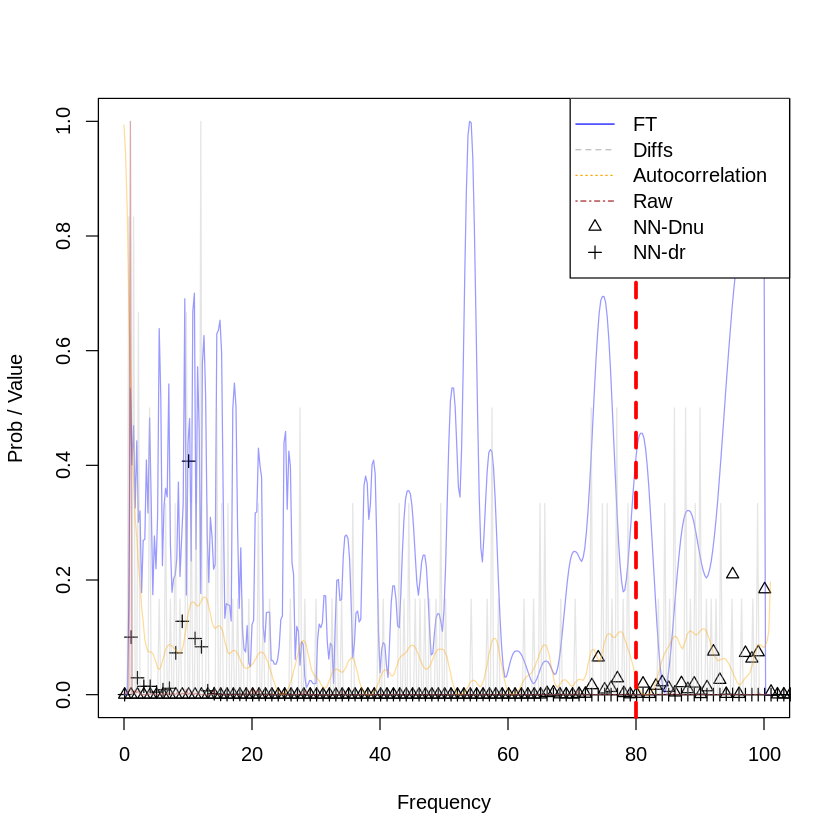 FT
Diffs
Autocorrelation
Raw
NN-Dnu
NN-dr
Prob / Value
1.0
0.8
0.6
0.4
0.2
0.0
0 20 40 60 80 100
Frequency